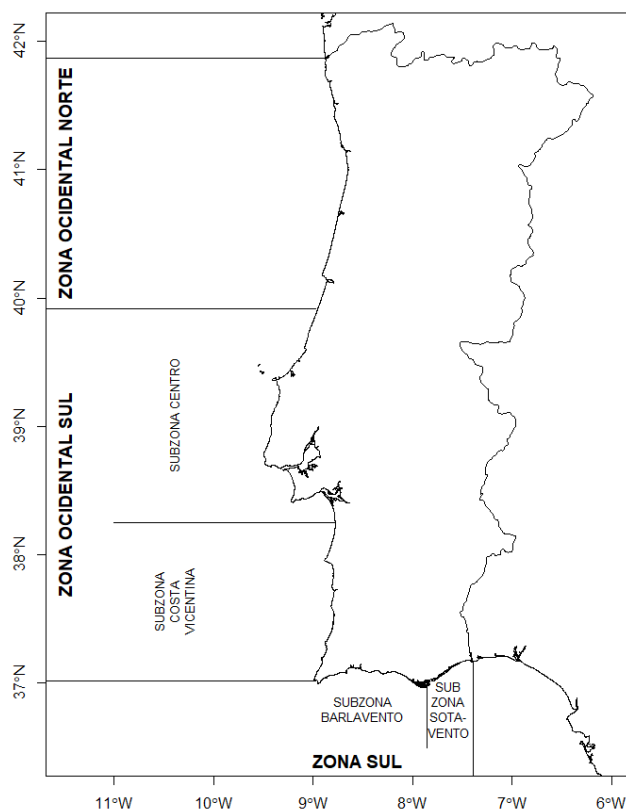 42°N
41°N
40°N
39°N
38°N
37°N
ZONA OCIDENTAL NORTE
ZONA OCIDENTAL SUL
SUBZONA CENTRO
SUBZONA
COSTA
VICENTINA
SUBZONA
BARLAVENTO
SUB
ZONA
SOTA-
VENTO
ZONA SUL
11°W
10°W
9°W
8°W
7°W
6°W